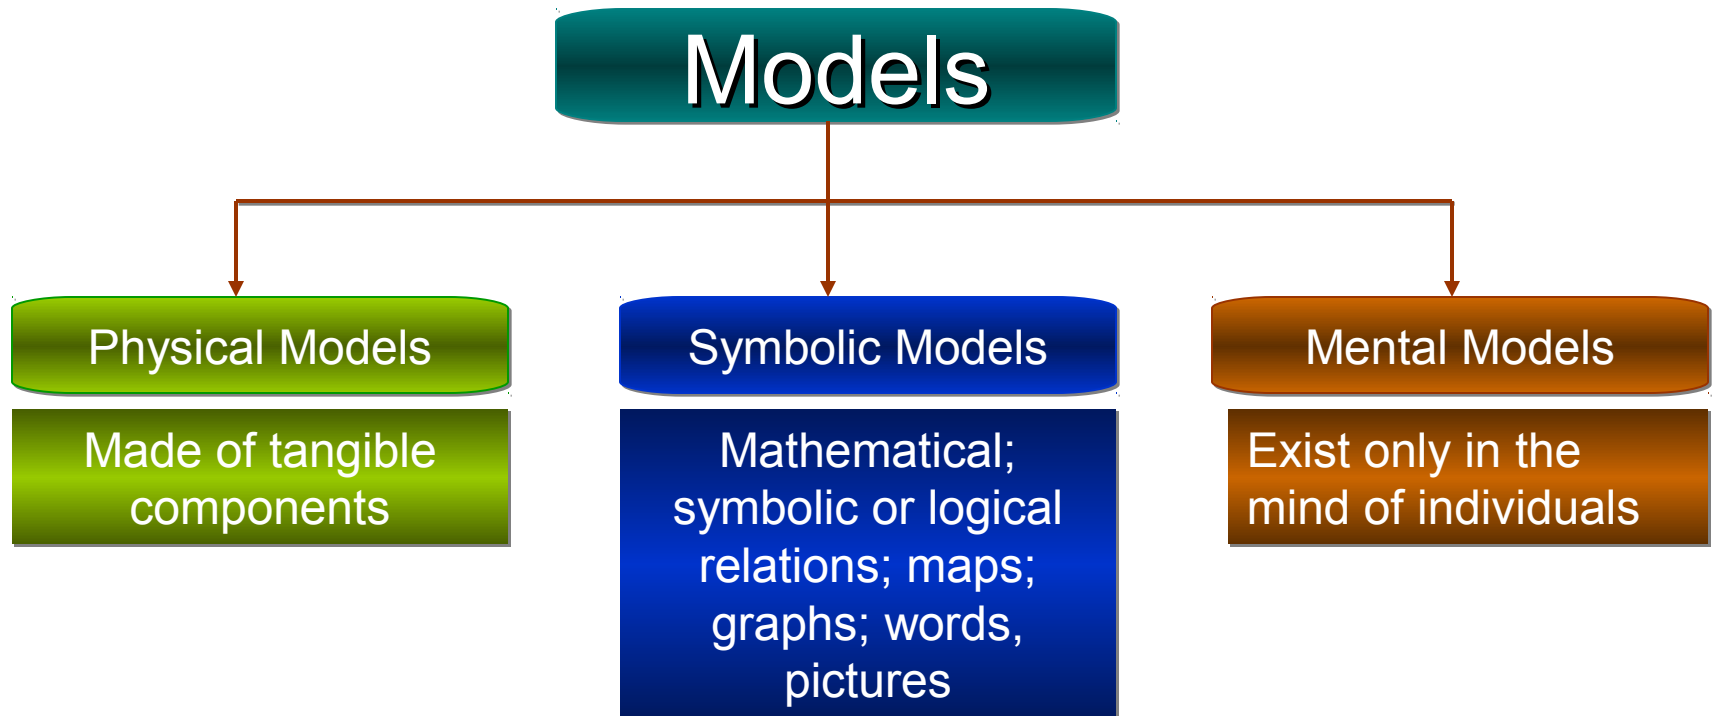 Models
Physical Models
Made of tangible
components
Symbolic Models
Mathematical;
symbolic or logical
relations; maps;
graphs; words,
pictures
Mental Models
Exist only in the
mind of individuals